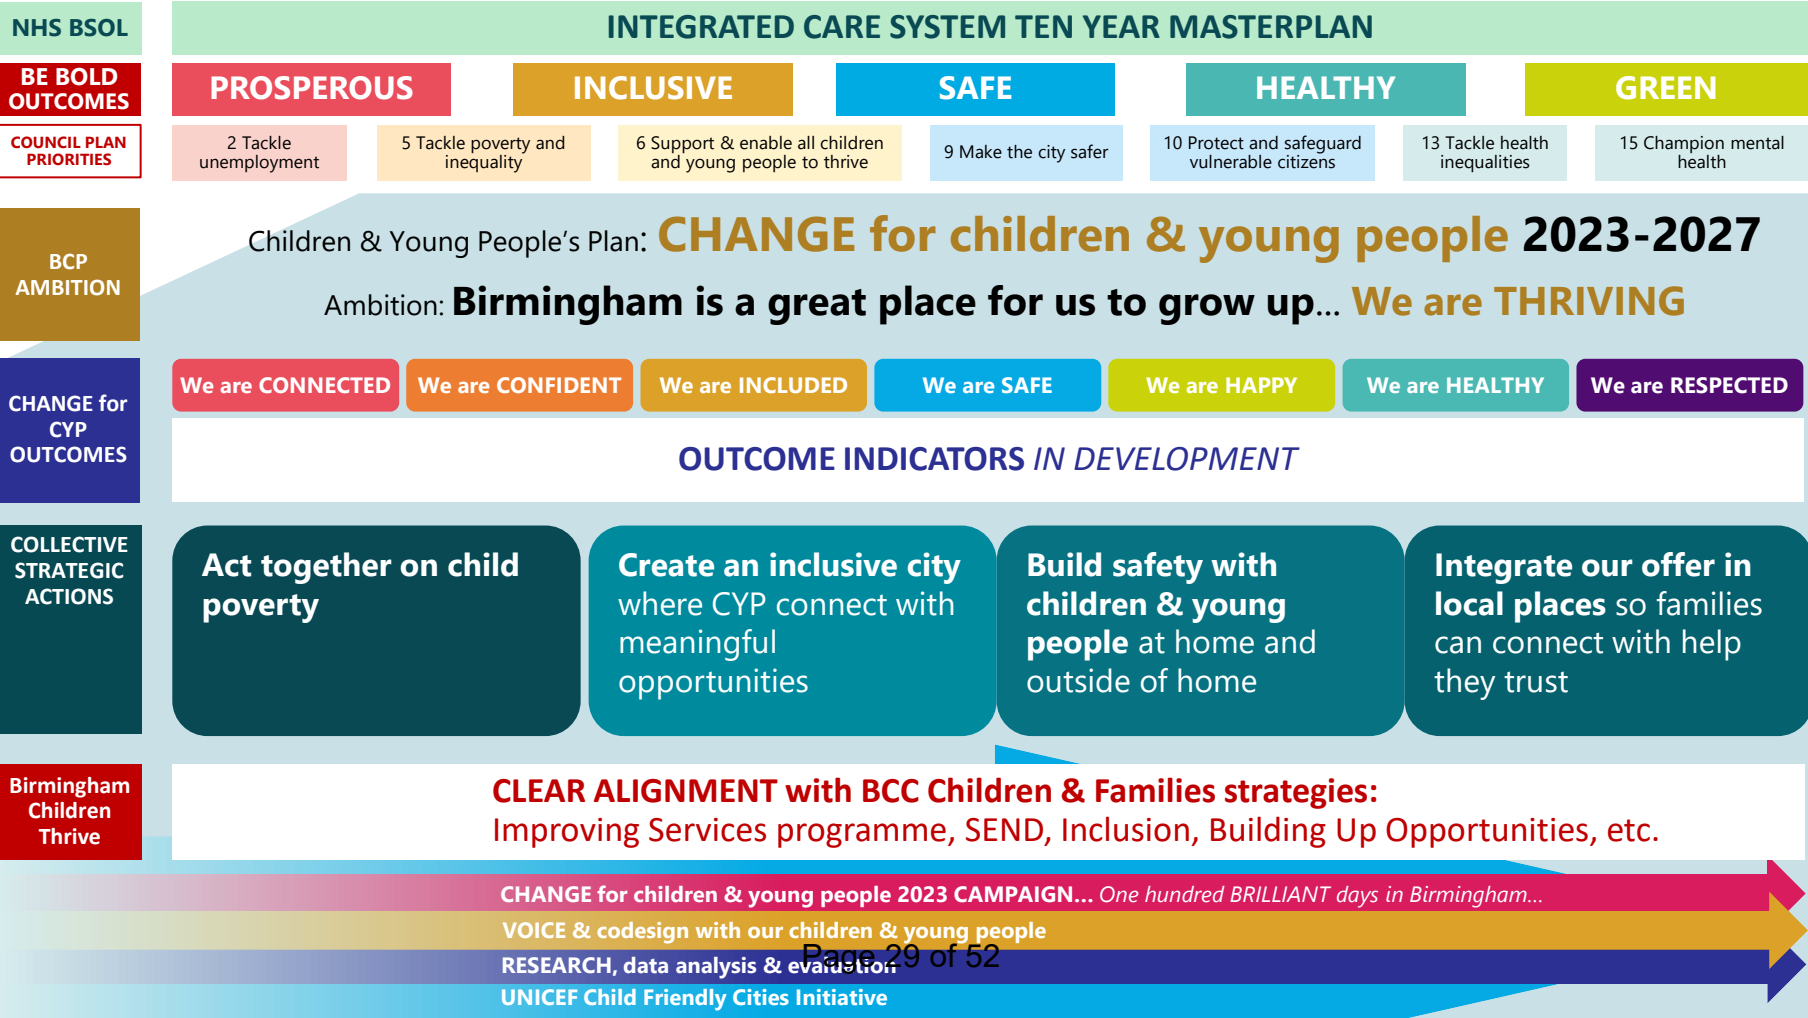 NHS BSOL
INTEGRATED CARE SYSTEM TEN YEAR MASTERPLAN
BE BOLD
OUTCOMES
PROSPEROUS
INCLUSIVE
SAFE
HEALTHY
GREEN
COUNCIL PLAN
PRIORITIES
2 Tackle
unemployment
5 Tackle poverty and
inequality
6 Support & enable all children
and young people to thrive
9 Make the city safer
10 Protect and safeguard
vulnerable citizens
13 Tackle health
inequalities
15 Champion mental
health
BCP
AMBITION
Children & Young People’s Plan: CHANGE for children & young people 2023-2027
Ambition: Birmingham is a great place for us to grow up... We are THRIVING
CHANGE for
CYP
OUTCOMES
We are CONNECTED
We are CONFIDENT
We are INCLUDED
We are SAFE
We are HAPPY
We are HEALTHY
We are RESPECTED
OUTCOME INDICATORS IN DEVELOPMENT
COLLECTIVE
STRATEGIC
ACTIONS
Act together on child
poverty
Create an inclusive city
where CYP connect with
meaningful
opportunities
Build safety with
children & young
people at home and
outside of home
Integrate our offer in
local places so families
can connect with help
they trust
Birmingham
Children
Thrive
CLEAR ALIGNMENT with BCC Children & Families strategies:
Improving Services programme, SEND, Inclusion, Building Up Opportunities, etc.
CHANGE for children & young people 2023 CAMPAIGN... One hundred BRILLIANT days in Birmingham...
VOICE & codesign with our children & young people
Page 29 of 52
RESEARCH, data analysis & evaluation
UNICEF Child Friendly Cities Initiative